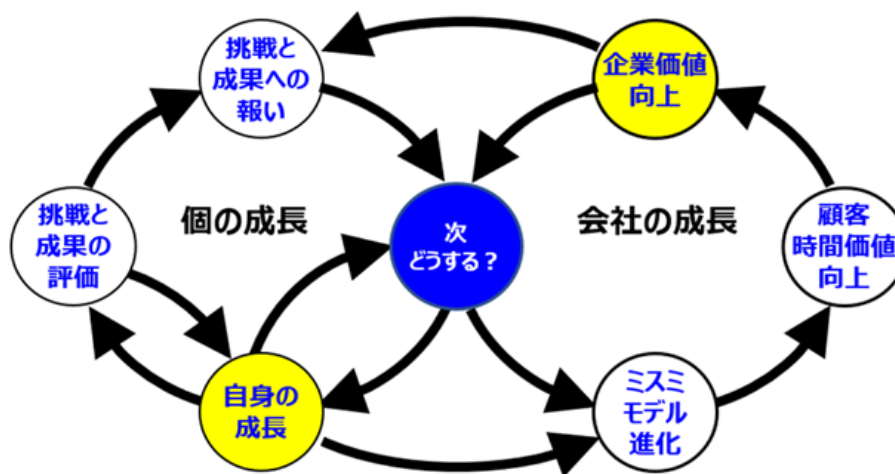 挑戦と
成果への
報い
企業価値
向上
挑戦と
成果の
評価
個の成長
次
どうする？
会社の成長
顧客
時間価値
向上
自身の
成長
ミスミ
モデル
進化